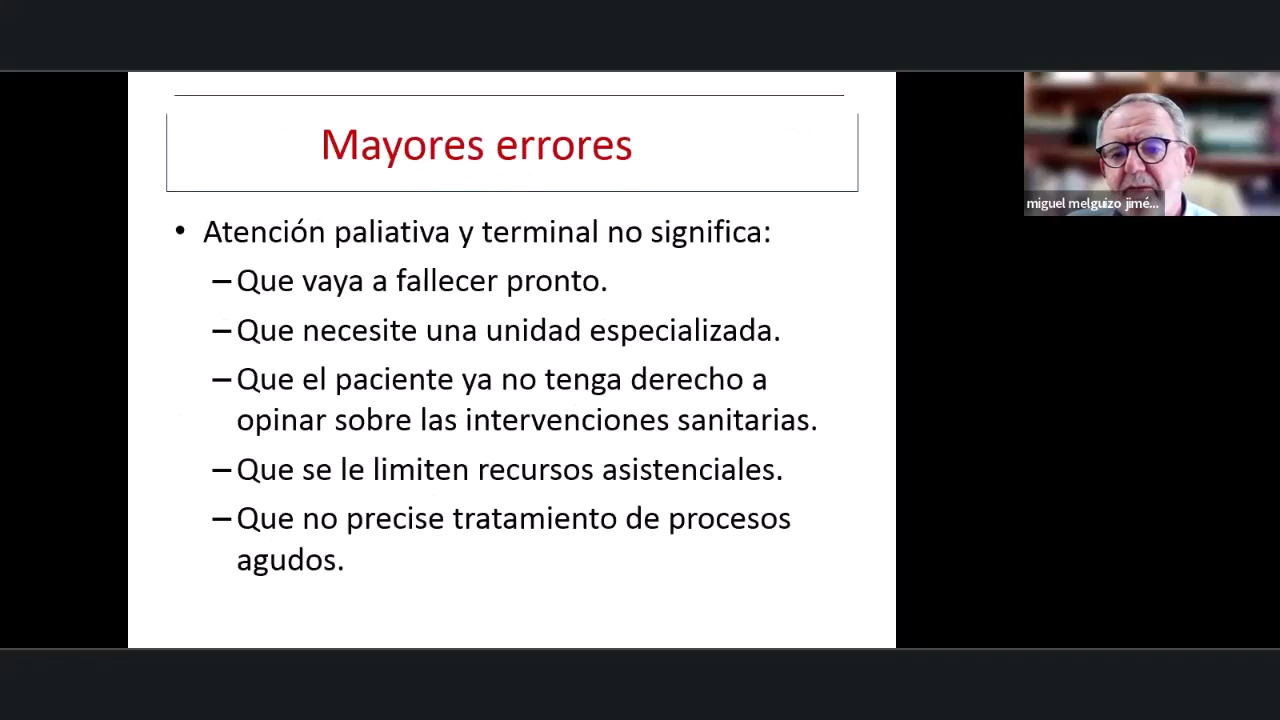 Mayores errores
• Atención paliativa y terminal no significa:
– Que vaya a fallecer pronto.
– Que necesite una unidad especializada.
– Que el paciente ya no tenga derecho a
opinar sobre las intervenciones sanitarias.
– Que se le limiten recursos asistenciales.
– Que no precise tratamiento de procesos
agudos.
miguel melguizo jimé...